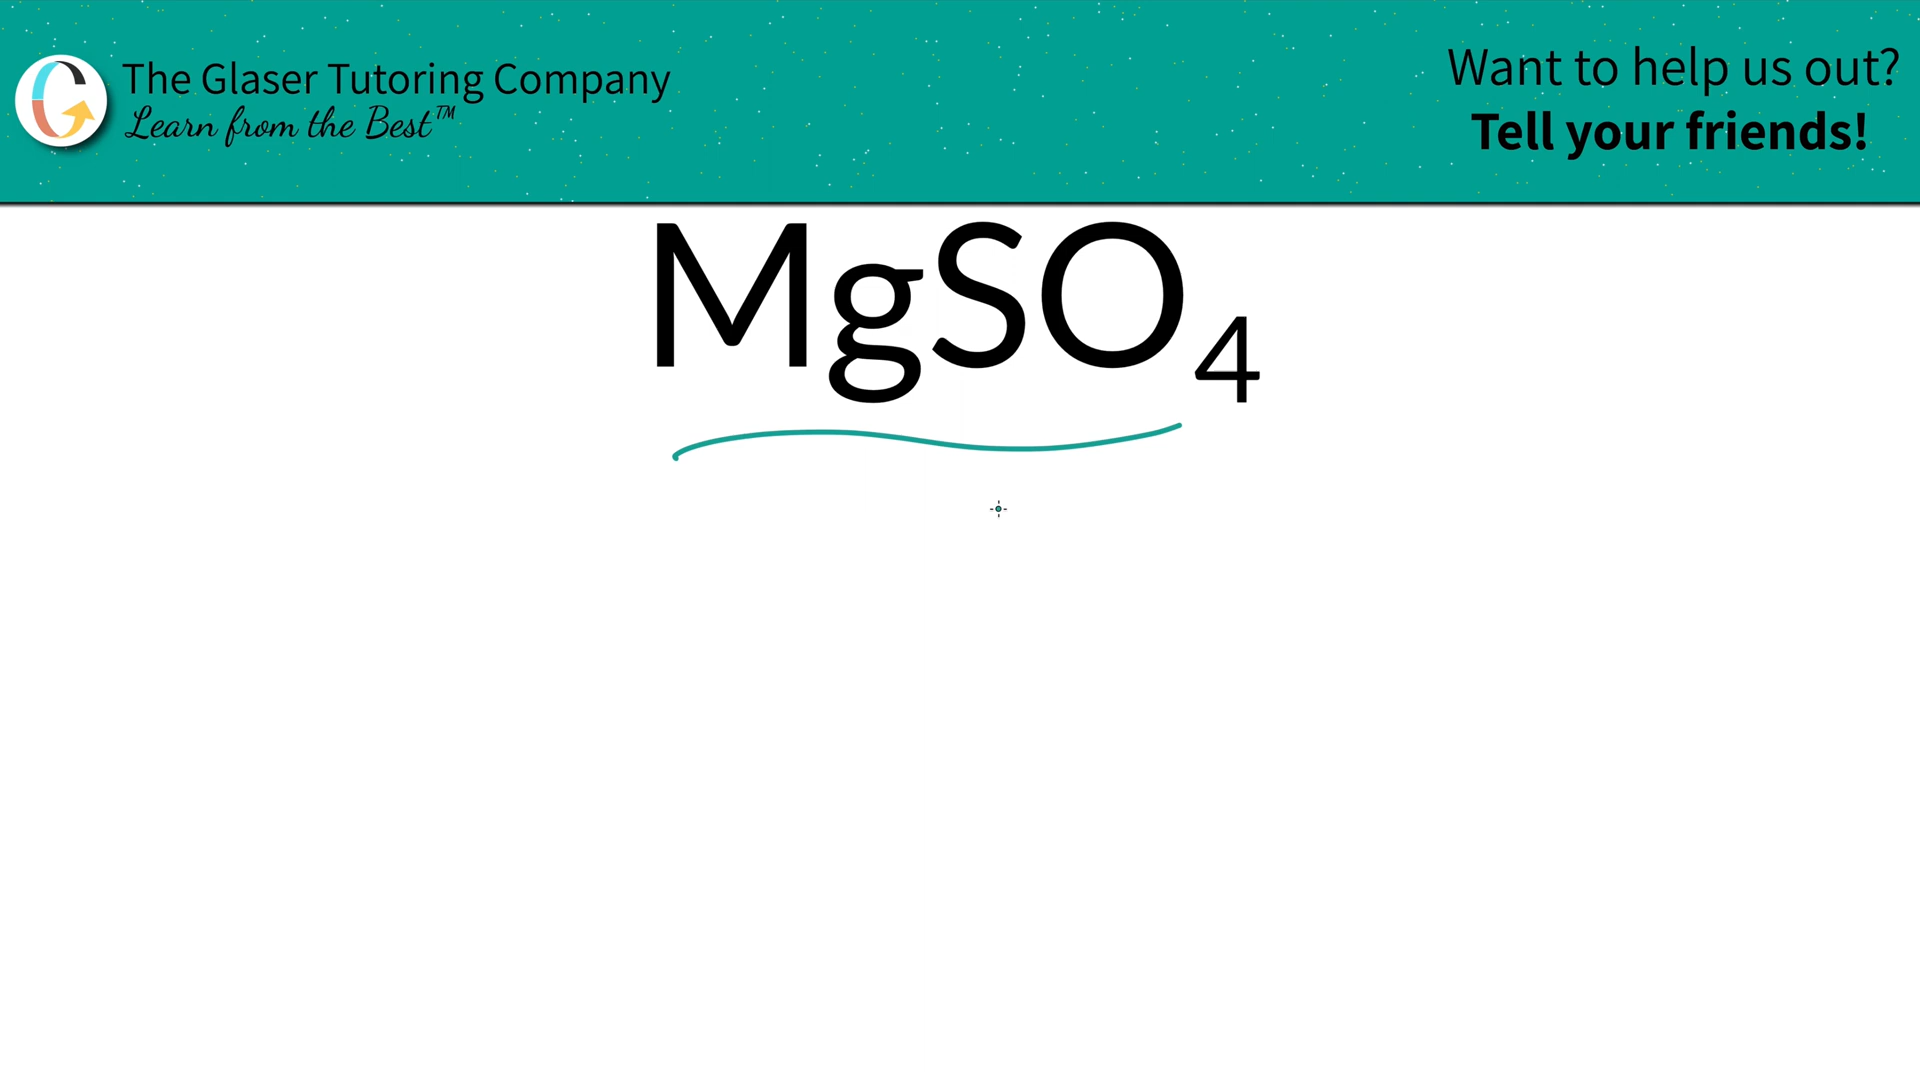 The Glaser Tutoring Company
Learn from the Best™
Want to help us out?
Tell your friends!
MgSO₄